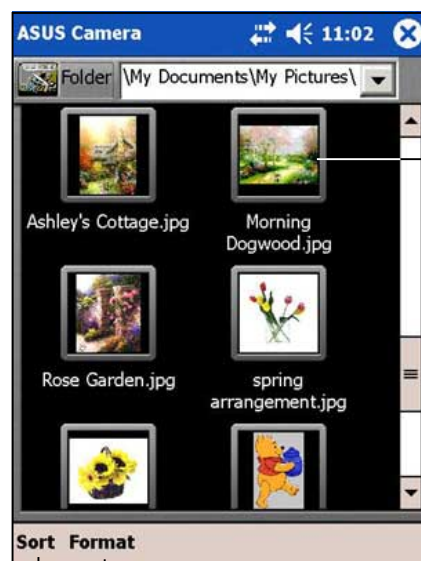 ASUS Camera 11:02
Folder \My Documents\My Pictures\
Ashley's Cottage.jpg
Morning
Dogwood.jpg
Rose Garden.jpg
spring
arrangement.jpg
Sort Format